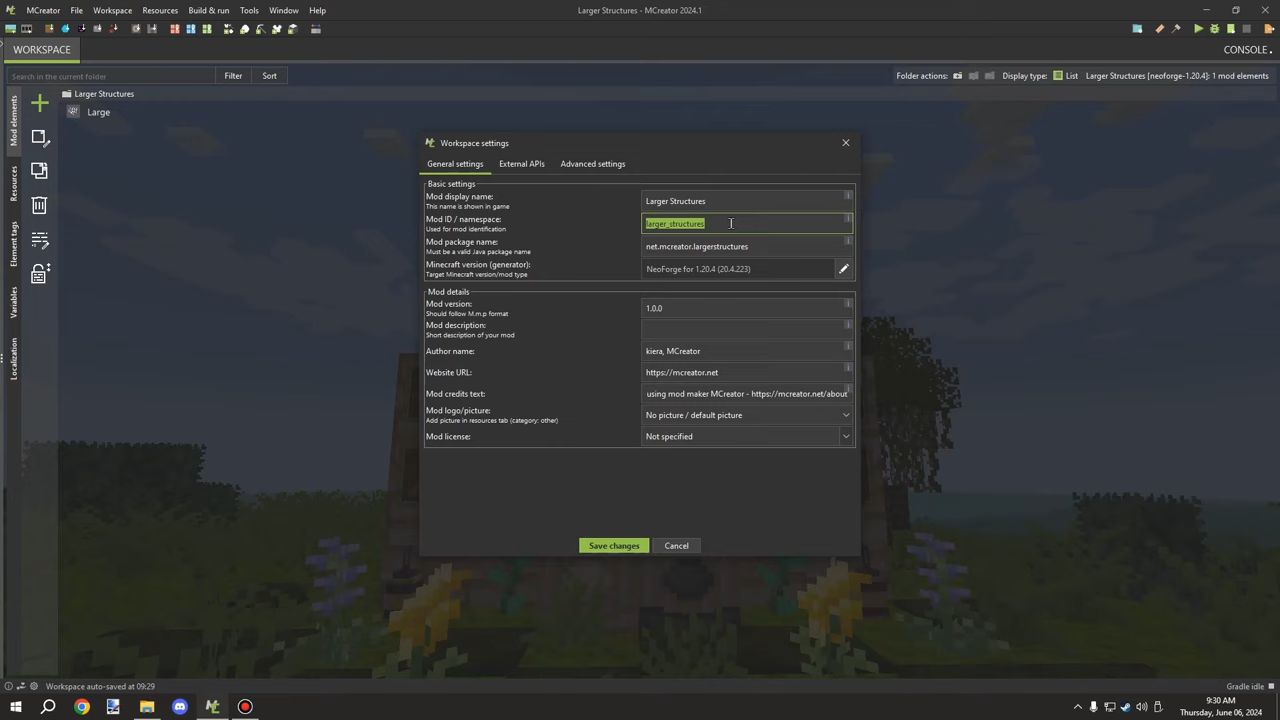 MCreator File Workspace Resources Build & run Tools Window Help
Larger Structures - MCreator 2024.1
WORKSPACE
CONSOLE
Search in the current folder
Filter
Sort
Folder actions:
Display type:
List
Larger Structures [neoforge-1.20.4]: 1 mod elements
Larger Structures
Large
Mod elements
Resources
Element tags
Variables
Localization
Workspace settings
General settings
External APIs
Advanced settings
Basic settings
Mod display name:
This name is shown in game
Larger Structures
Mod ID / namespace:
Used for mod identification
larger_structures
Mod package name:
Must be a valid Java package name
net.mcreator.largerstructures
Minecraft version (generator):
Target Minecraft version/mod type
NeoForge for 1.20.4 (20.4.223)
Mod details
Mod version:
Should follow M.m.p format
1.0.0
Mod description:
Short description of your mod
Author name:
kiera, MCreator
Website URL:
https://mcreator.net
Mod credits text:
using mod maker MCreator - https://mcreator.net/about
Mod logo/picture:
Add picture in resources tab (category: other)
No picture / default picture
Mod license:
Not specified
Save changes
Cancel
Workspace auto-saved at 09:29
Gradle idle
9:30 AM
Thursday, June 06, 2024